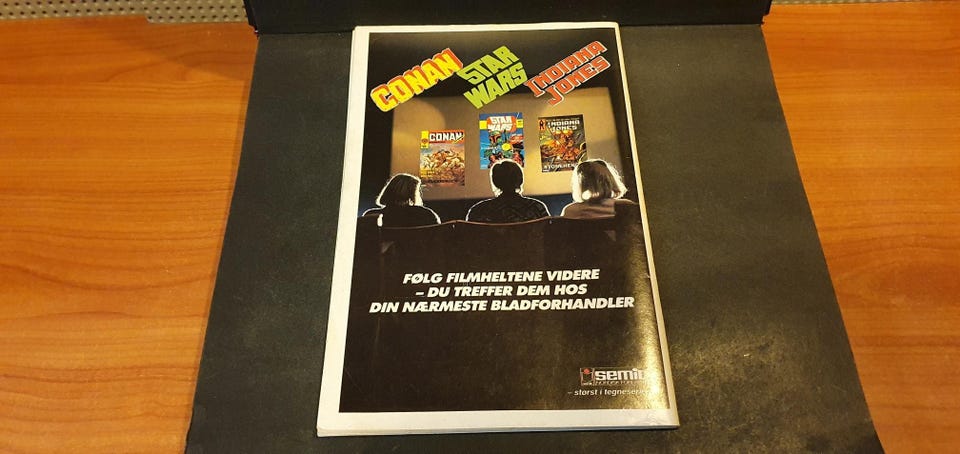 CONAN
STAR
WARS
INDIANA
JONES
CONAN
STAR
WARS
INDIANA
JONES
FØLG FILMHELTENE VIDERE
– DU TREFFER DEM HOS
DIN NÆRMESTE BLADFORHANDLER
semic
– størst i tegneserier